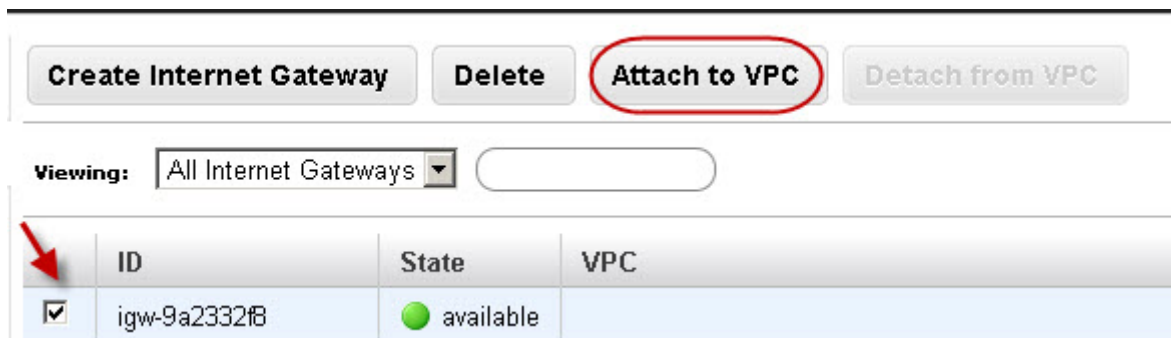 Create Internet Gateway Delete Attach to VPC Detach from VPC
Viewing: All Internet Gateways
ID State VPC
igw-9a2332f8 available